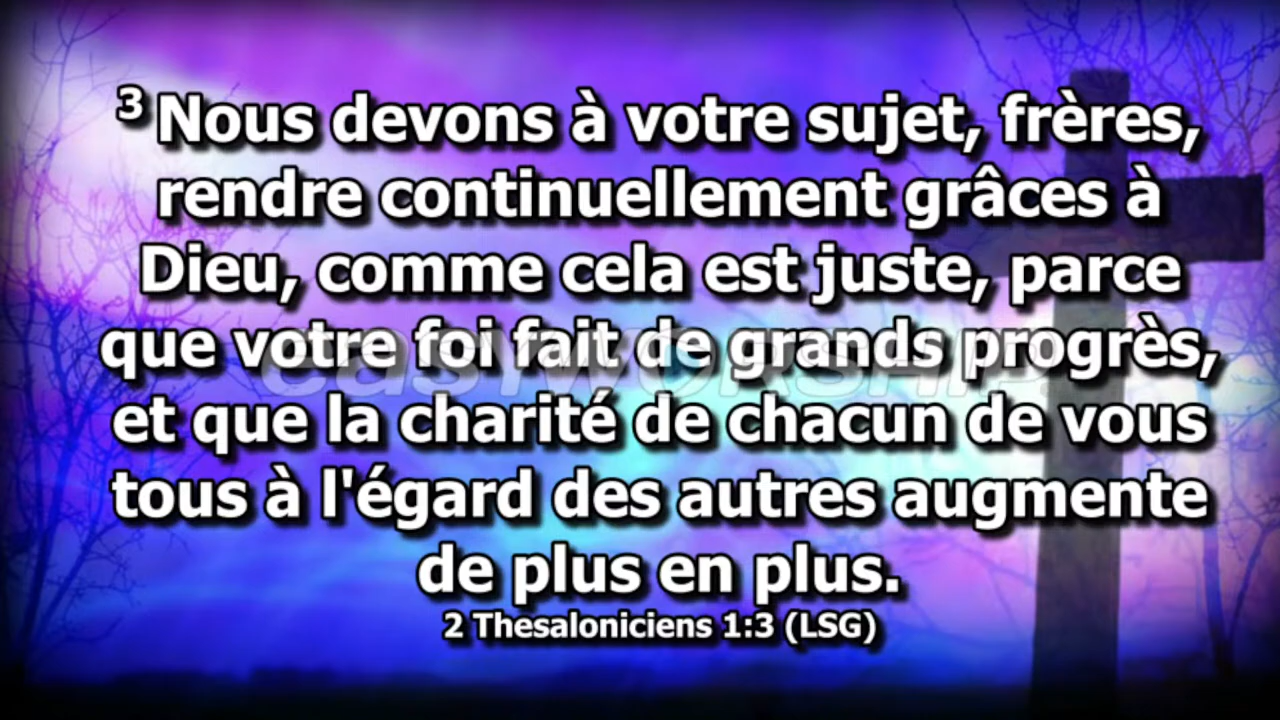 3 Nous devons à votre sujet, frères,
rendre continuellement grâces à
Dieu, comme cela est juste, parce
que votre foi fait de grands progrès,
et que la charité de chacun de vous
tous à l'égard des autres augmente
de plus en plus.
2 Thesaloniciens 1:3 (LSG)
easyworship